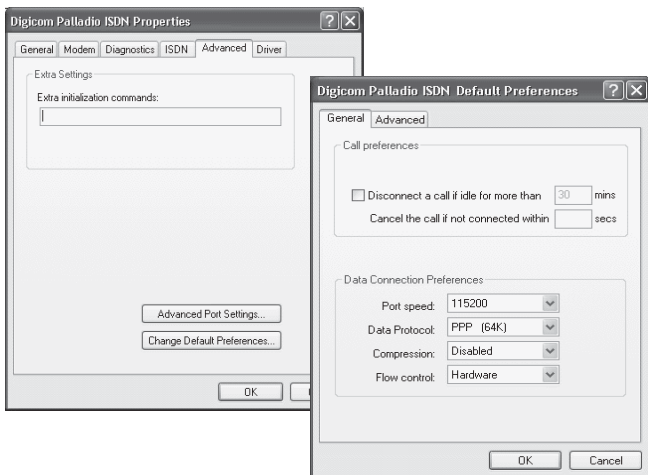 Digicom Palladio ISDN Properties
General Modem Diagnostics ISDN Advanced Driver
Extra Settings
Extra initialization commands:
Advanced Port Settings...
Change Default Preferences...
OK
Digicom Palladio ISDN Default Preferences
General Advanced
Call preferences
Disconnect a call if idle for more than 30 mins
Cancel the call if not connected within secs
Data Connection Preferences
Port speed: 115200
Data Protocol: PPP (64K)
Compression: Disabled
Flow control: Hardware
OK Cancel